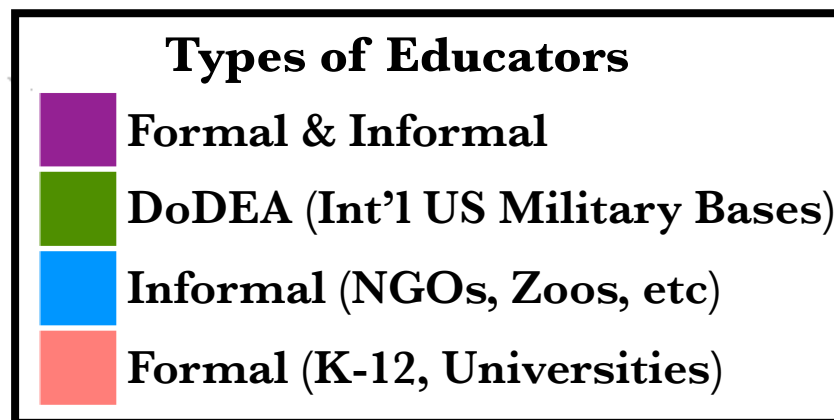 Types of Educators
Formal & Informal
DoDEA (Int’l US Military Bases)
Informal (NGOs, Zoos, etc)
Formal (K-12, Universities)